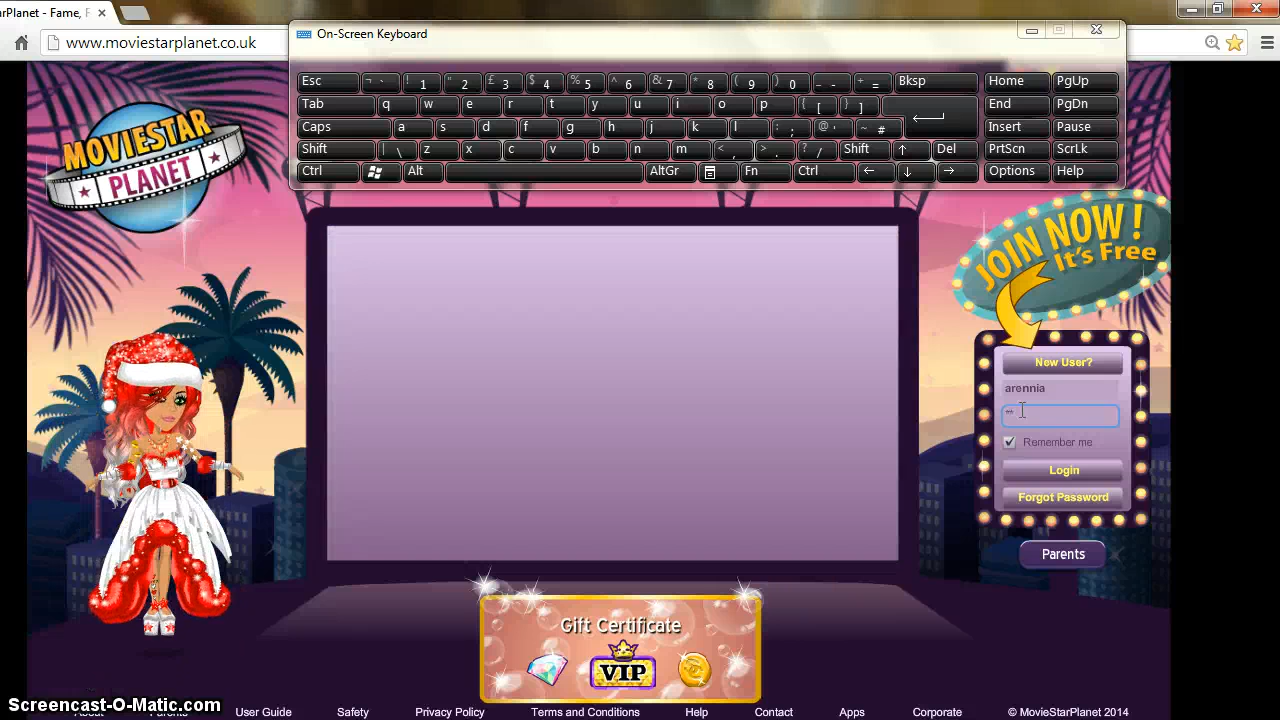 arPlanet - Fame, F
www.moviestarplanet.co.uk
On-Screen Keyboard
Esc ¬ ` ! 1 " 2 £ 3 $ 4 % 5 ^ 6 & 7 * 8 ( 9 ) 0 _ - + = Bksp Home PgUp
Tab q w e r t y u i o p { [ } ] End PgDn
Caps a s d f g h j k l : ; @ ' ~ # Insert Pause
Shift | \ z x c v b n m < , > . ? / Shift ↑ Del PrtScn ScrLk
Ctrl Alt AltGr Fn Ctrl ← ↓ → Options Help
MOVIESTAR
PLANET
JOIN NOW!
It's Free
New User?
arennia
**
Remember me
Login
Forgot Password
Parents
Gift Certificate
VIP
About Parents User Guide Safety Privacy Policy Terms and Conditions Help Contact Apps Corporate © MovieStarPlanet 2014
Screencast-O-Matic.com